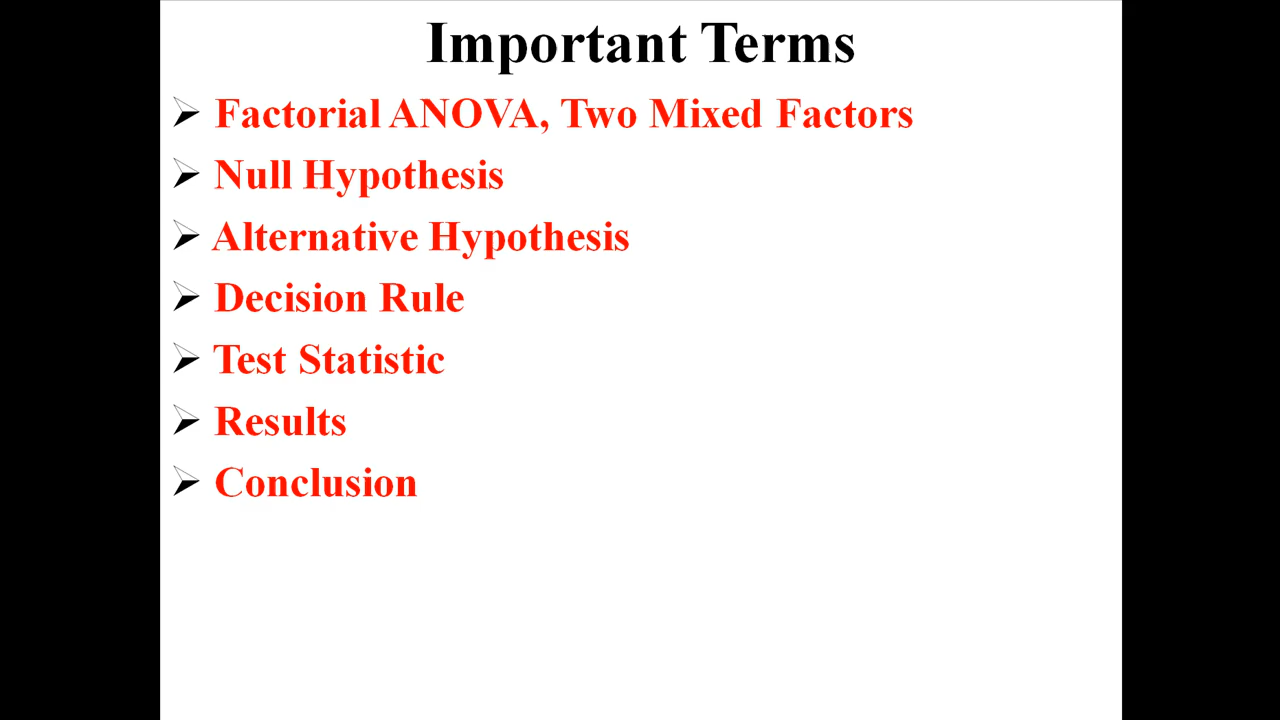 Important Terms
Factorial ANOVA, Two Mixed Factors
Null Hypothesis
Alternative Hypothesis
Decision Rule
Test Statistic
Results
Conclusion